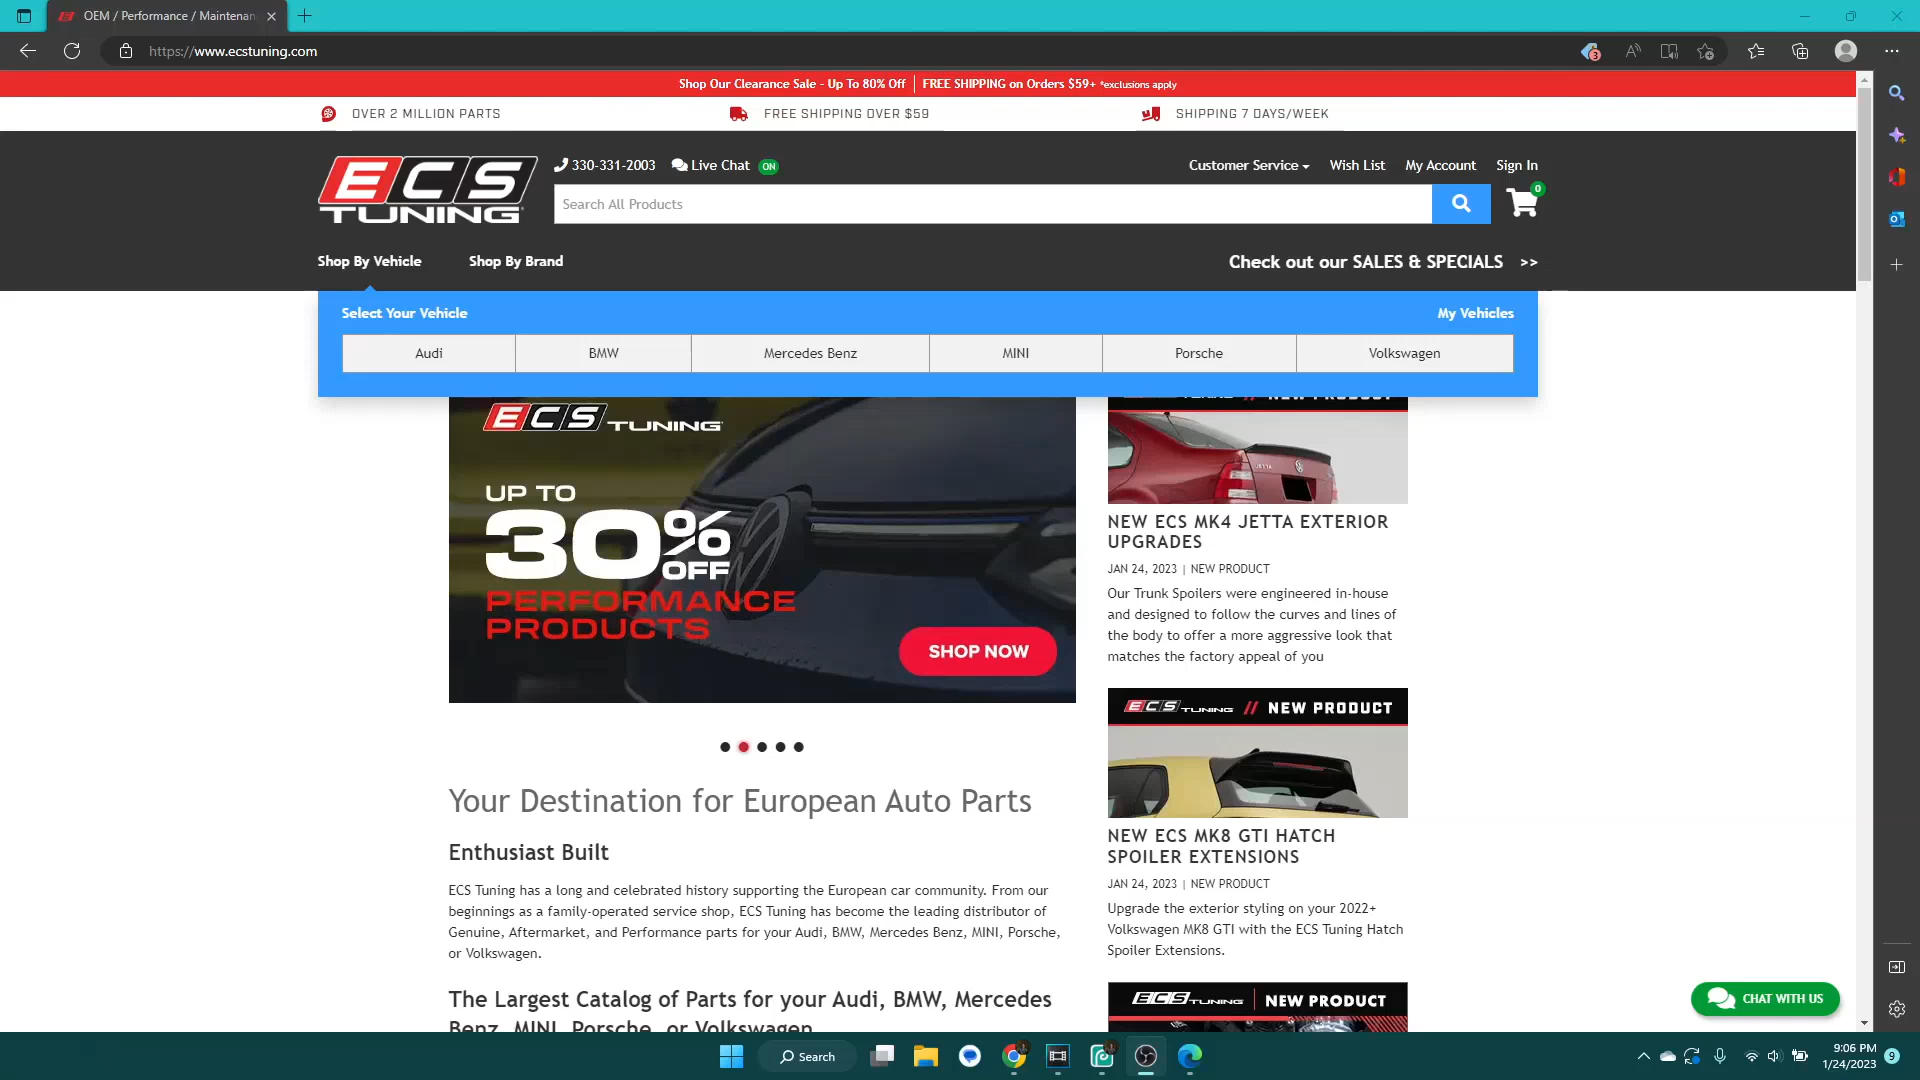 OEM / Performance / Maintenan
https://www.ecstuning.com
3
Shop Our Clearance Sale - Up To 80% Off | FREE SHIPPING on Orders $59+ *exclusions apply
OVER 2 MILLION PARTS
FREE SHIPPING OVER $59
SHIPPING 7 DAYS/WEEK
ECS TUNING
330-331-2003
Live Chat ON
Customer Service
Wish List
My Account
Sign In
Search All Products
0
Shop By Vehicle
Shop By Brand
Check out our SALES & SPECIALS >>
Select Your Vehicle
My Vehicles
Audi
BMW
Mercedes Benz
MINI
Porsche
Volkswagen
ECS TUNING
UP TO
30% OFF
PERFORMANCE
PRODUCTS
SHOP NOW
Your Destination for European Auto Parts
Enthusiast Built
ECS Tuning has a long and celebrated history supporting the European car community. From our
beginnings as a family-operated service shop, ECS Tuning has become the leading distributor of
Genuine, Aftermarket, and Performance parts for your Audi, BMW, Mercedes Benz, MINI, Porsche,
or Volkswagen.
The Largest Catalog of Parts for your Audi, BMW, Mercedes
Benz, MINI, Porsche, or Volkswagen
JETTA
NEW ECS MK4 JETTA EXTERIOR
UPGRADES
JAN 24, 2023 | NEW PRODUCT
Our Trunk Spoilers were engineered in-house
and designed to follow the curves and lines of
the body to offer a more aggressive look that
matches the factory appeal of you
ECS TUNING // NEW PRODUCT
NEW ECS MK8 GTI HATCH
SPOILER EXTENSIONS
JAN 24, 2023 | NEW PRODUCT
Upgrade the exterior styling on your 2022+
Volkswagen MK8 GTI with the ECS Tuning Hatch
Spoiler Extensions.
ECS TUNING | NEW PRODUCT
CHAT WITH US
Search
9:06 PM
1/24/2023
9